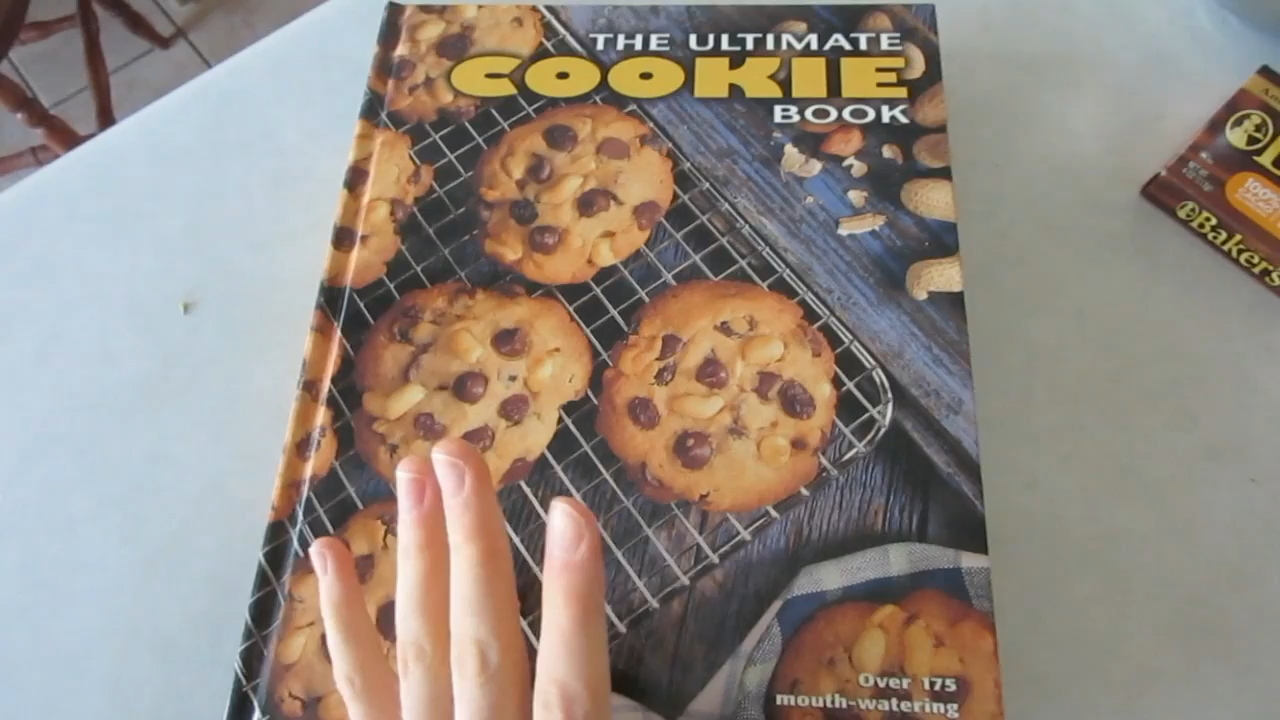 THE ULTIMATE
COOKIE
BOOK
100%
Baker's
Over 175
mouth-watering